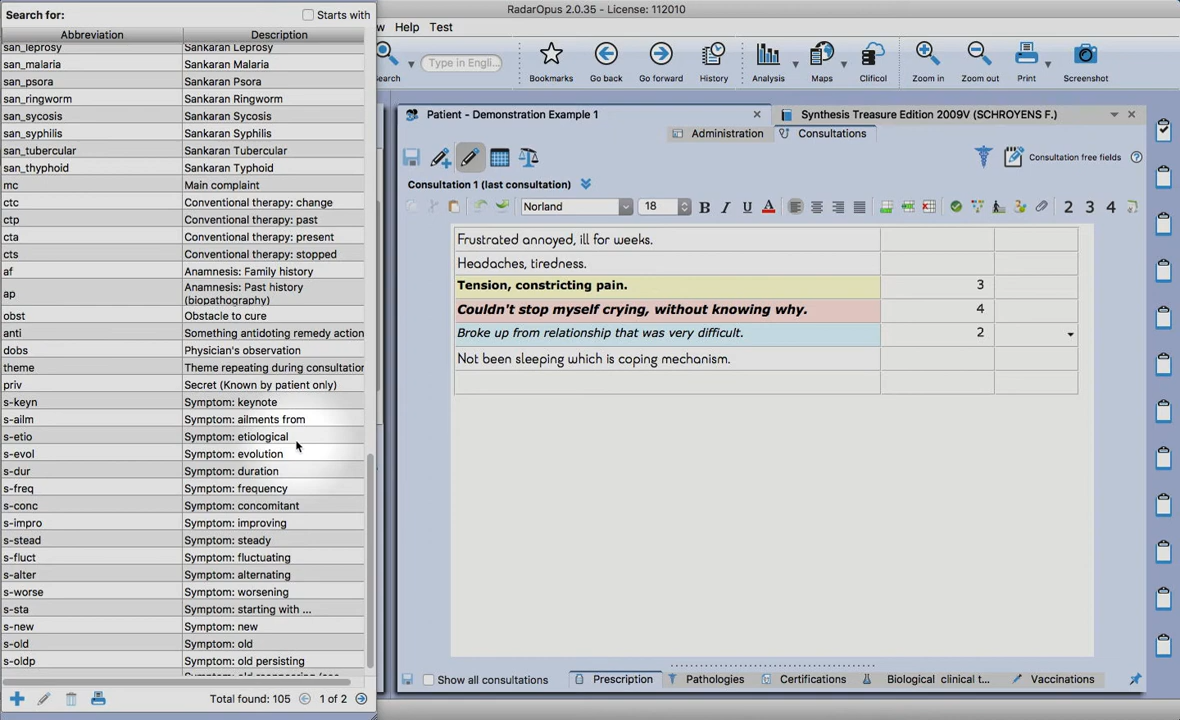 RadarOpus 2.0.35 - License: 112010
Search for:
Starts with
w Help Test
Abbreviation Description
san_leprosy Sankaran Leprosy
san_malaria Sankaran Malaria
san_psora Sankaran Psora
san_ringworm Sankaran Ringworm
san_sycosis Sankaran Sycosis
san_syphilis Sankaran Syphilis
san_tubercular Sankaran Tubercular
san_thyphoid Sankaran Typhoid
mc Main complaint
ctc Conventional therapy: change
ctp Conventional therapy: past
cta Conventional therapy: present
cts Conventional therapy: stopped
af Anamnesis: Family history
ap Anamnesis: Past history
(biopathography)
obst Obstacle to cure
anti Something antidoting remedy action
dobs Physician's observation
theme Theme repeating during consultation
priv Secret (Known by patient only)
s-keyn Symptom: keynote
s-ailm Symptom: ailments from
s-etio Symptom: etiological
s-evol Symptom: evolution
s-dur Symptom: duration
s-freq Symptom: frequency
s-conc Symptom: concomitant
s-impro Symptom: improving
s-stead Symptom: steady
s-fluct Symptom: fluctuating
s-alter Symptom: alternating
s-worse Symptom: worsening
s-sta Symptom: starting with ...
s-new Symptom: new
s-old Symptom: old
s-oldp Symptom: old persisting
Total found: 105 1 of 2
earch Type in Engli... Bookmarks Go back Go forward History Analysis Maps Clificol Zoom in Zoom out Print Screenshot
Patient - Demonstration Example 1
Synthesis Treasure Edition 2009V (SCHROYENS F.)
Administration Consultations
Consultation free fields
Consultation 1 (last consultation)
Norland 18 B I U A 2 3 4
Frustrated annoyed, ill for weeks.
Headaches, tiredness.
Tension, constricting pain. 3
Couldn't stop myself crying, without knowing why. 4
Broke up from relationship that was very difficult. 2
Not been sleeping which is coping mechanism.
Show all consultations Prescription Pathologies Certifications Biological clinical t... Vaccinations